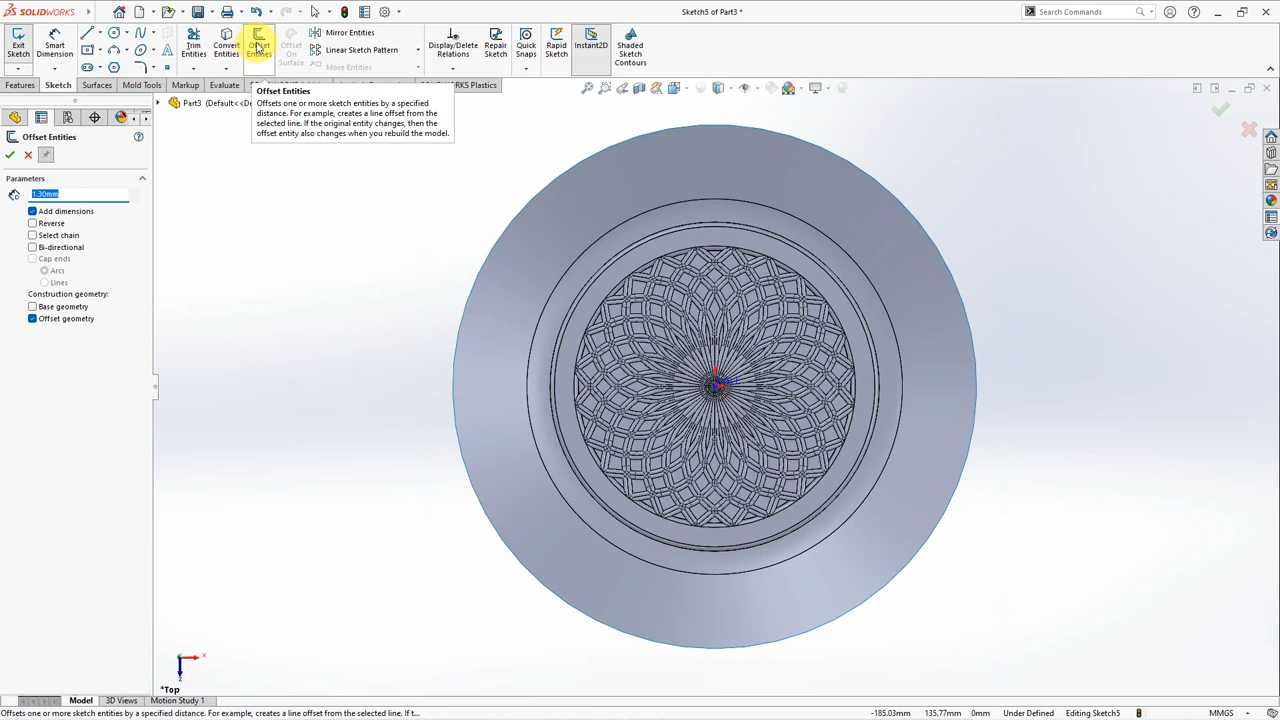 SOLIDWORKS
Sketch5 of Part3 *
Search Commands
Exit Sketch
Smart Dimension
Trim Entities
Convert Entities
Offset Entities
Offset On Surface
Mirror Entities
Linear Sketch Pattern
Move Entities
Display/Delete Relations
Repair Sketch
Quick Snaps
Rapid Sketch
Instant2D
Shaded Sketch Contours
Features
Sketch
Surfaces
Mold Tools
Markup
Evaluate
SOLIDWORKS Plastics
Part3 (Default<<De
Offset Entities
Offsets one or more sketch entities by a specified
distance. For example, creates a line offset from the
selected line. If the original entity changes, then the
offset entity also changes when you rebuild the model.
Offset Entities
Parameters
1.30mm
Add dimensions
Reverse
Select chain
Bi-directional
Cap ends
Arcs
Lines
Construction geometry:
Base geometry
Offset geometry
x
z
*Top
Model
3D Views
Motion Study 1
Offsets one or more sketch entities by a specified distance. For example, creates a line offset from the selected line. If t...
-185.03mm
135.77mm
0mm
Under Defined
Editing Sketch5
MMGS